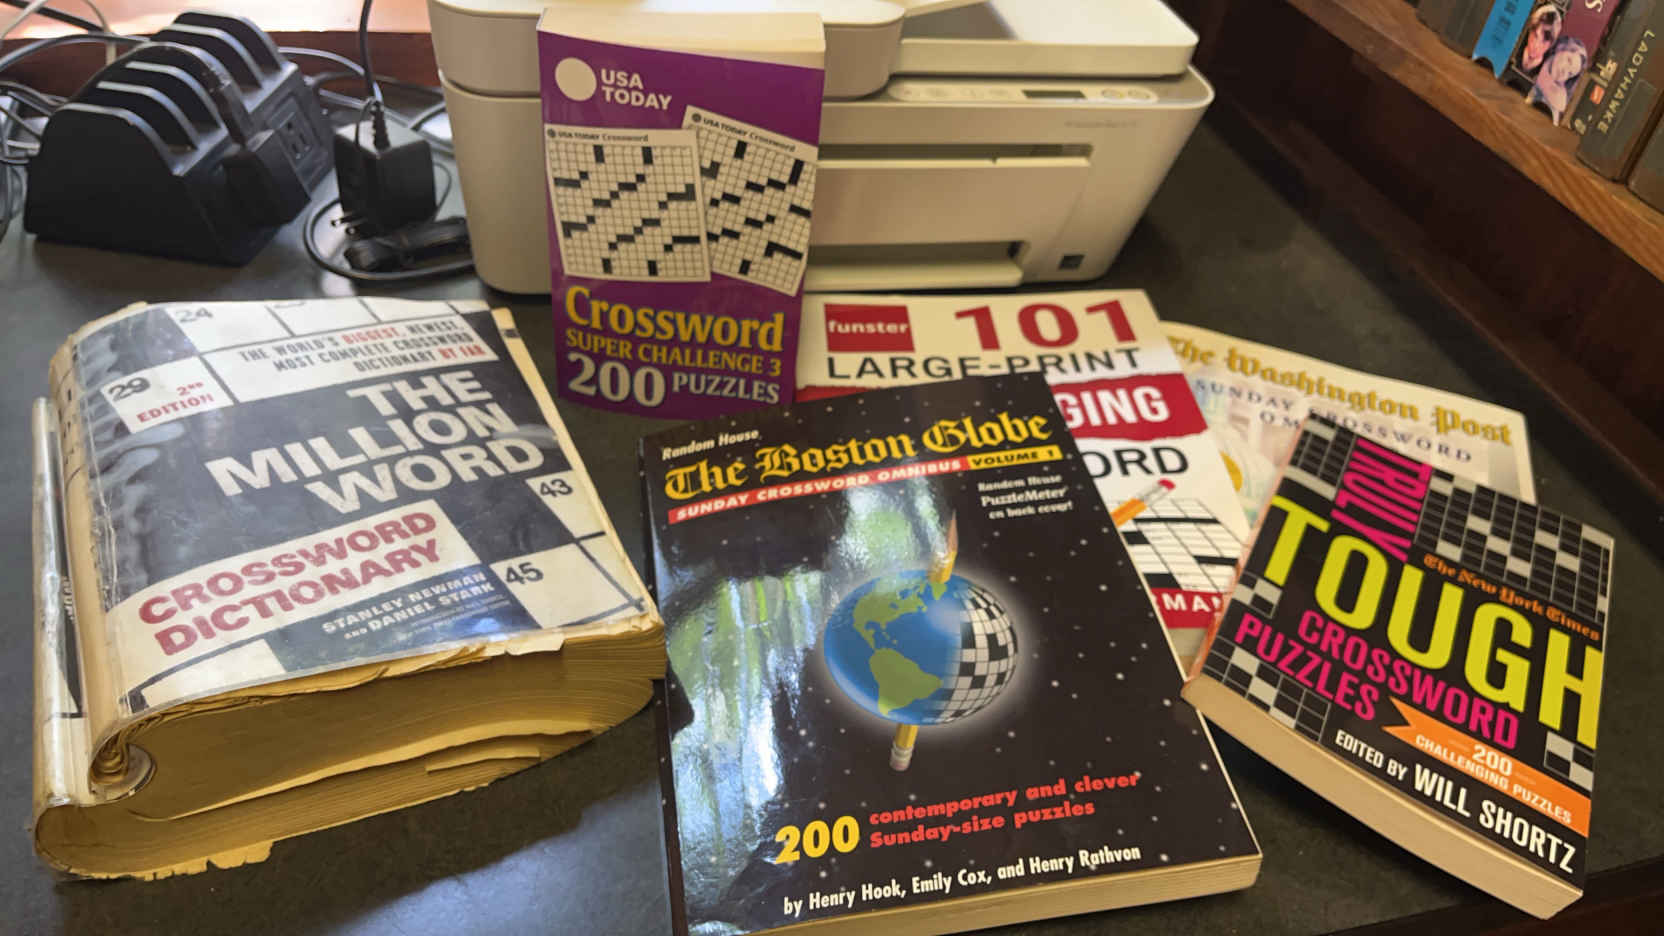 USA
TODAY
USA TODAY Crossword
USA TODAY Crossword
Crossword
SUPER CHALLENGE 3
200 PUZZLES
24
THE WORLD'S BIGGEST, NEWEST,
MOST COMPLETE CROSSWORD
DICTIONARY BY FAR
29
2ND
EDITION
THE
MILLION
WORD
43
CROSSWORD
DICTIONARY
45
STANLEY NEWMAN
AND DANIEL STARK
funster
101
LARGE-PRINT
GING
ORD
MA
The Washington Post
SUNDAY CROSSWORD
OM
Random House
The Boston Globe
SUNDAY CROSSWORD OMNIBUS VOLUME 1
Random House
PuzzleMeter
on back cover!
200 contemporary and clever
Sunday-size puzzles
by Henry Hook, Emily Cox, and Henry Rathvon
The New York Times
TRULY
TOUGH
CROSSWORD
PUZZLES
200
CHALLENGING PUZZLES
EDITED BY WILL SHORTZ
LADYHAWKE